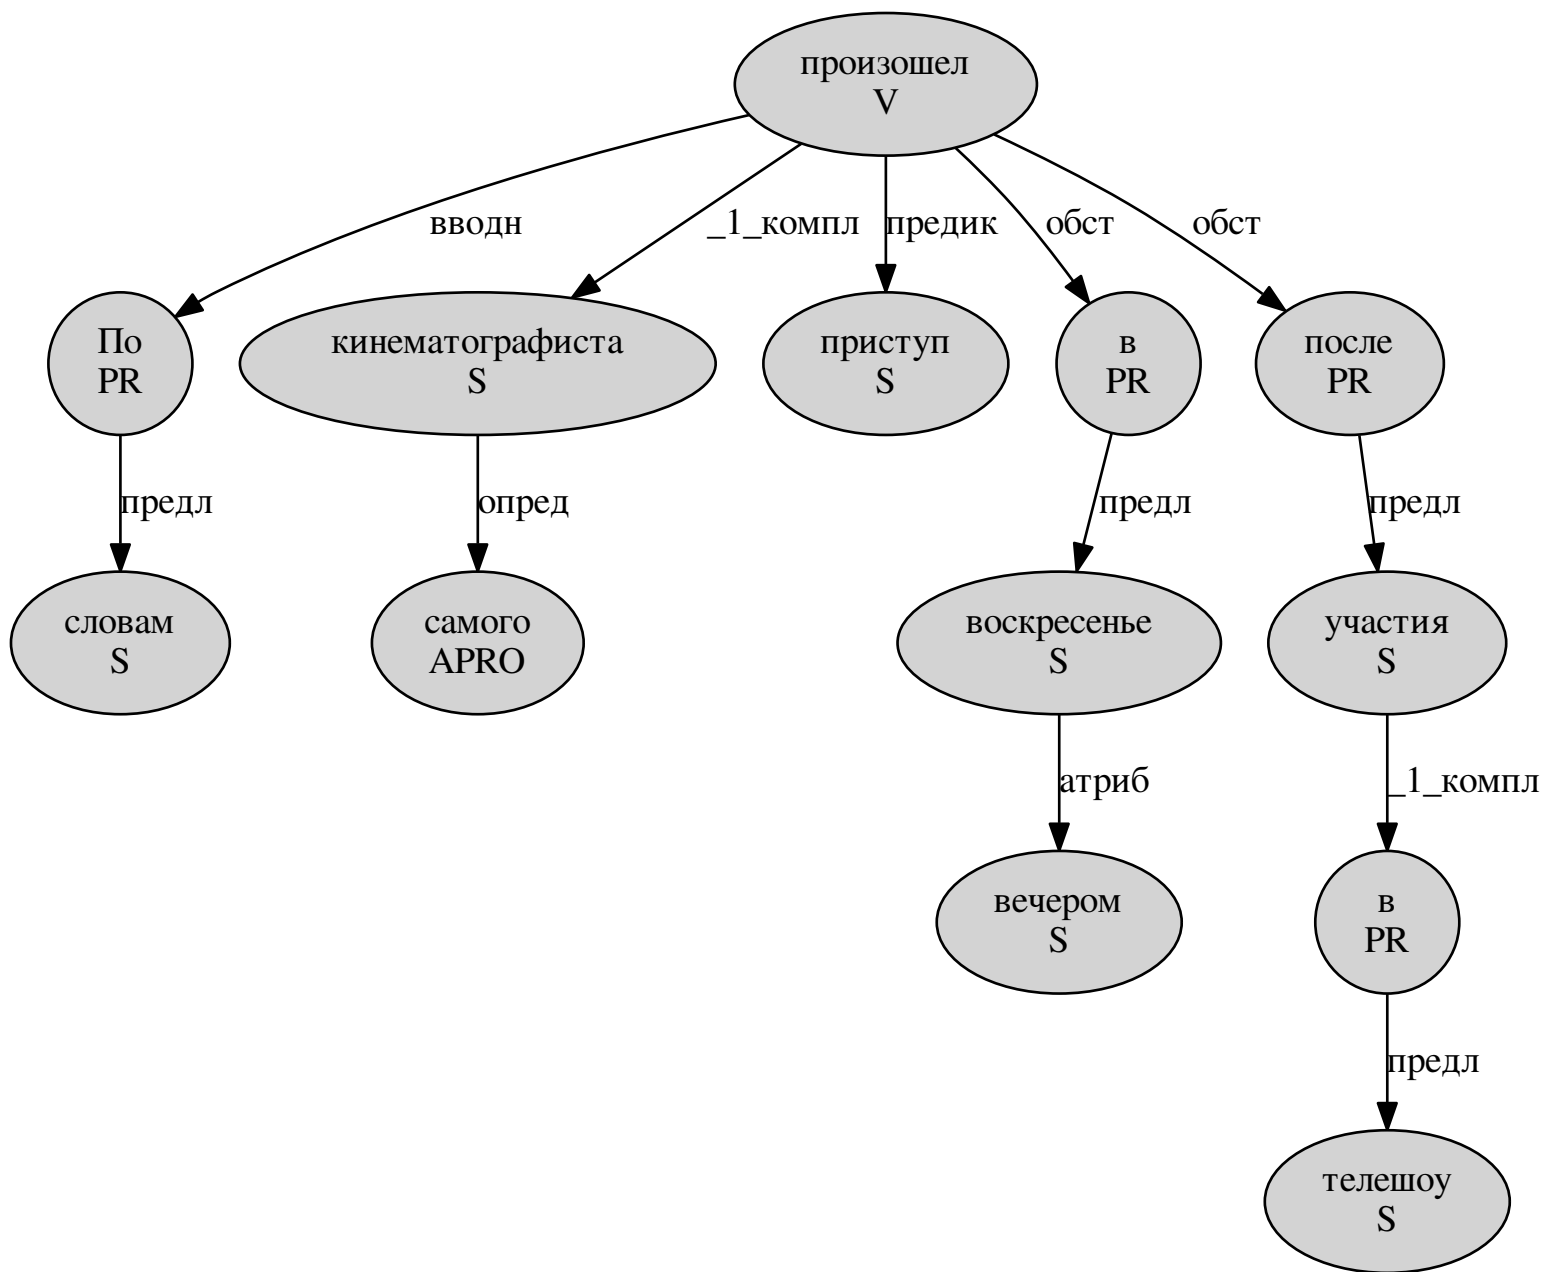 произошел
V
вводн
_1_компл
предик
обст
обст
По
PR
кинематографиста
S
приступ
S
в
PR
после
PR
предл
опред
предл
предл
словам
S
самого
APRO
воскресенье
S
участия
S
атриб
_1_компл
вечером
S
в
PR
предл
телешоу
S